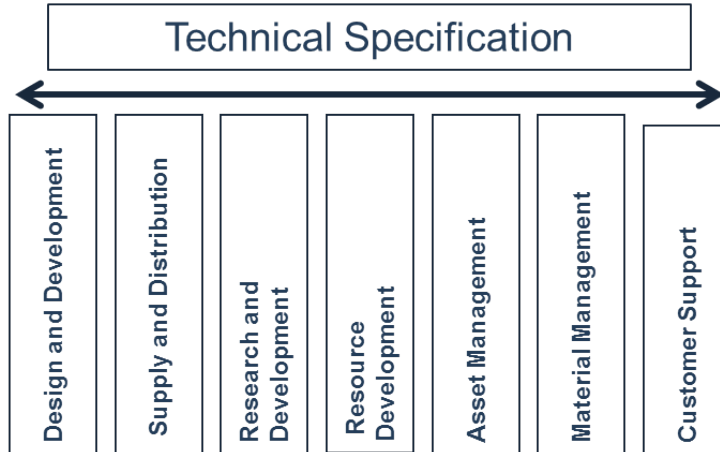 Technical Specification
Design and Development
Supply and Distribution
Research and
Development
Resource
Development
Asset Management
Material Management
Customer Support